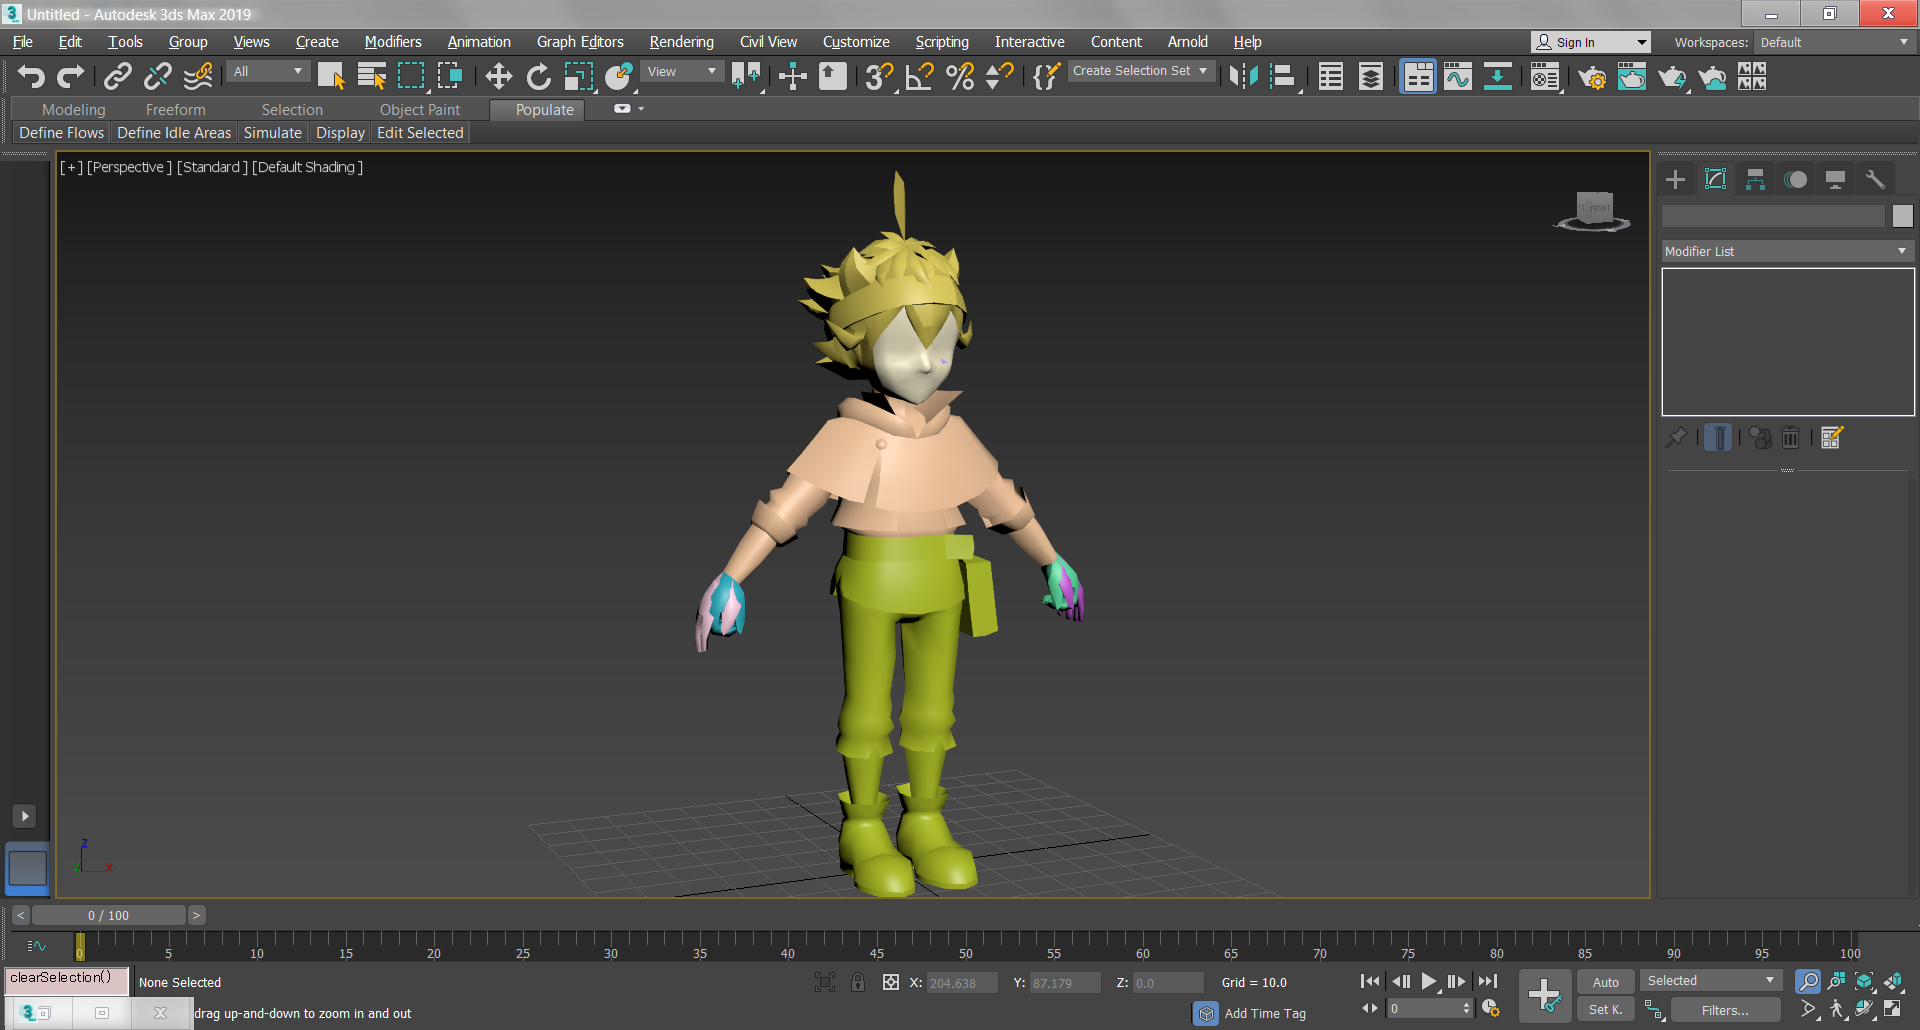 Untitled - Autodesk 3ds Max 2019
File Edit Tools Group Views Create Modifiers Animation Graph Editors Rendering Civil View Customize Scripting Interactive Content Arnold Help Sign In Workspaces: Default
All View Create Selection Set
Modeling Freeform Selection Object Paint Populate
Define Flows Define Idle Areas Simulate Display Edit Selected
[+] [Perspective ] [Standard ] [Default Shading ]
FRONT
Modifier List
z
x
< 0 / 100 >
0 5 10 15 20 25 30 35 40 45 50 55 60 65 70 75 80 85 90 95 100
clearSelection() None Selected X: 204.638 Y: 87.179 Z: 0.0 Grid = 10.0 Auto Selected
drag up-and-down to zoom in and out Add Time Tag 0 Set K. Filters...